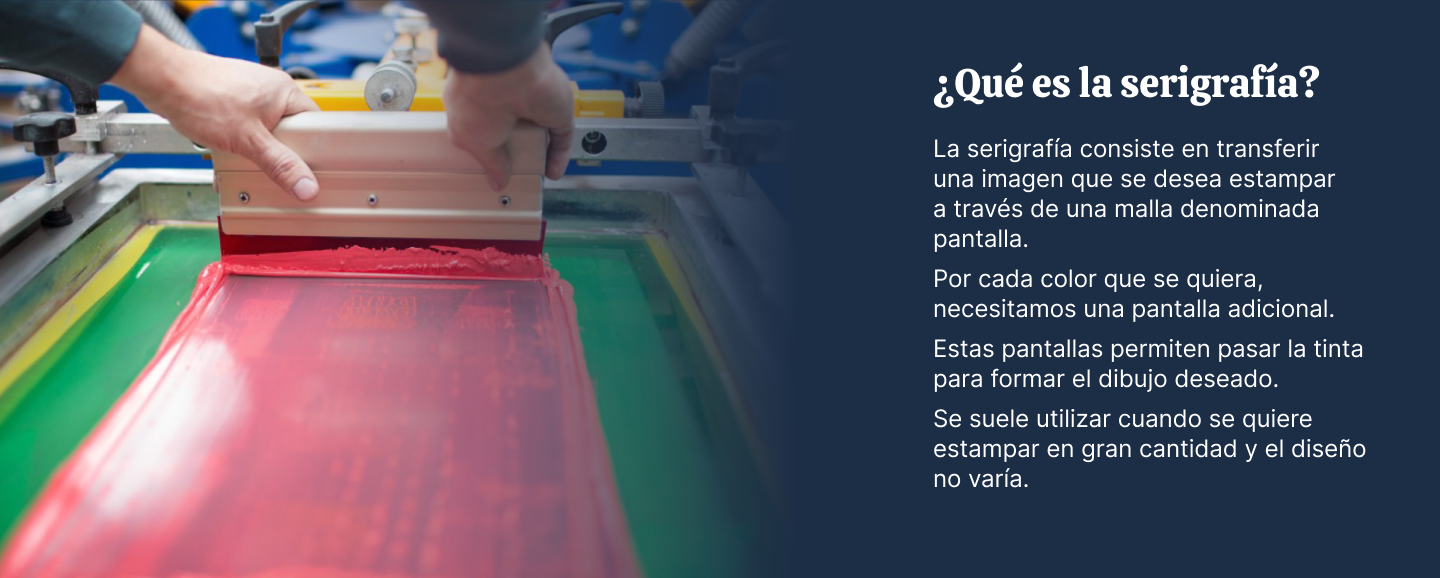 ¿Qué es la serigrafía?
La serigrafía consiste en transferir
una imagen que se desea estampar
a través de una malla denominada
pantalla.
Por cada color que se quiera,
necesitamos una pantalla adicional.
Estas pantallas permiten pasar la tinta
para formar el dibujo deseado.
Se suele utilizar cuando se quiere
estampar en gran cantidad y el diseño
no varía.